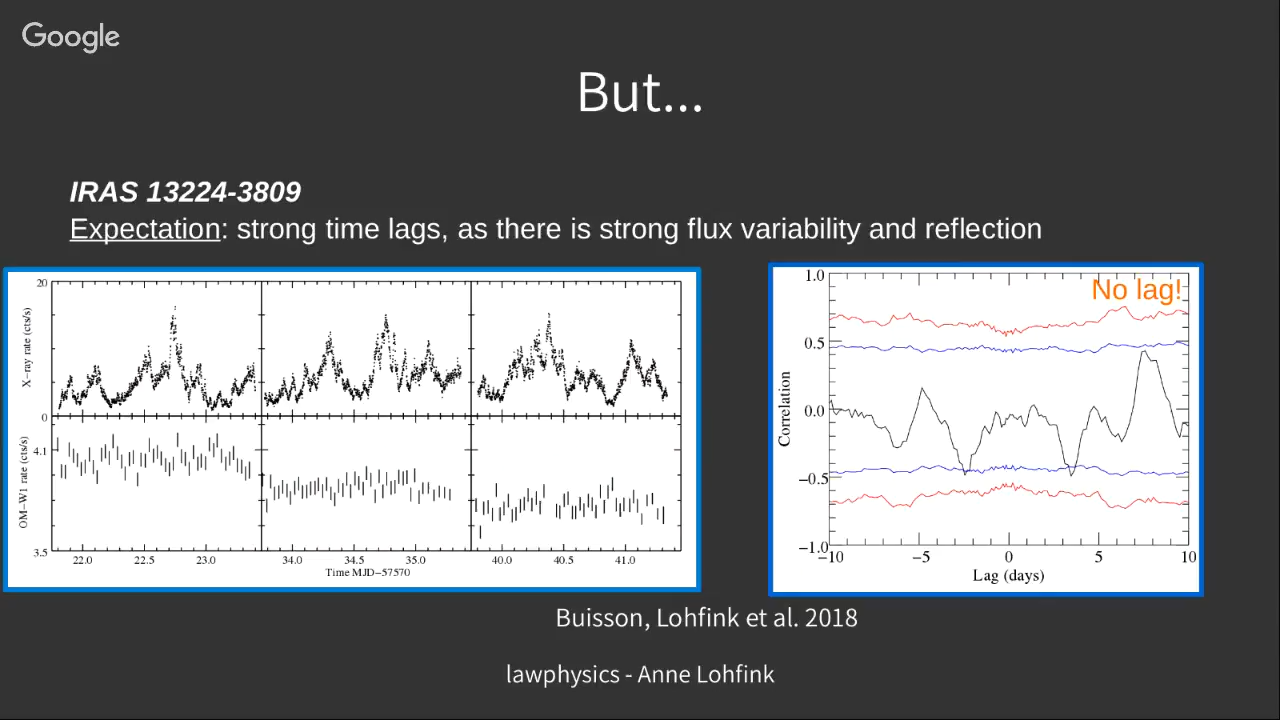 Google
But...
IRAS 13224-3809
Expectation: strong time lags, as there is strong flux variability and reflection
20
X-ray rate (cts/s)
0
4.1
OM-W1 rate (cts/s)
3.5
22.0 22.5 23.0 34.0 34.5 35.0 40.0 40.5 41.0
Time MJD-57570
No lag!
1.0
0.5
0.0
-0.5
-1.0
Correlation
-10 -5 0 5 10
Lag (days)
Buisson, Lohfink et al. 2018
lawphysics - Anne Lohfink